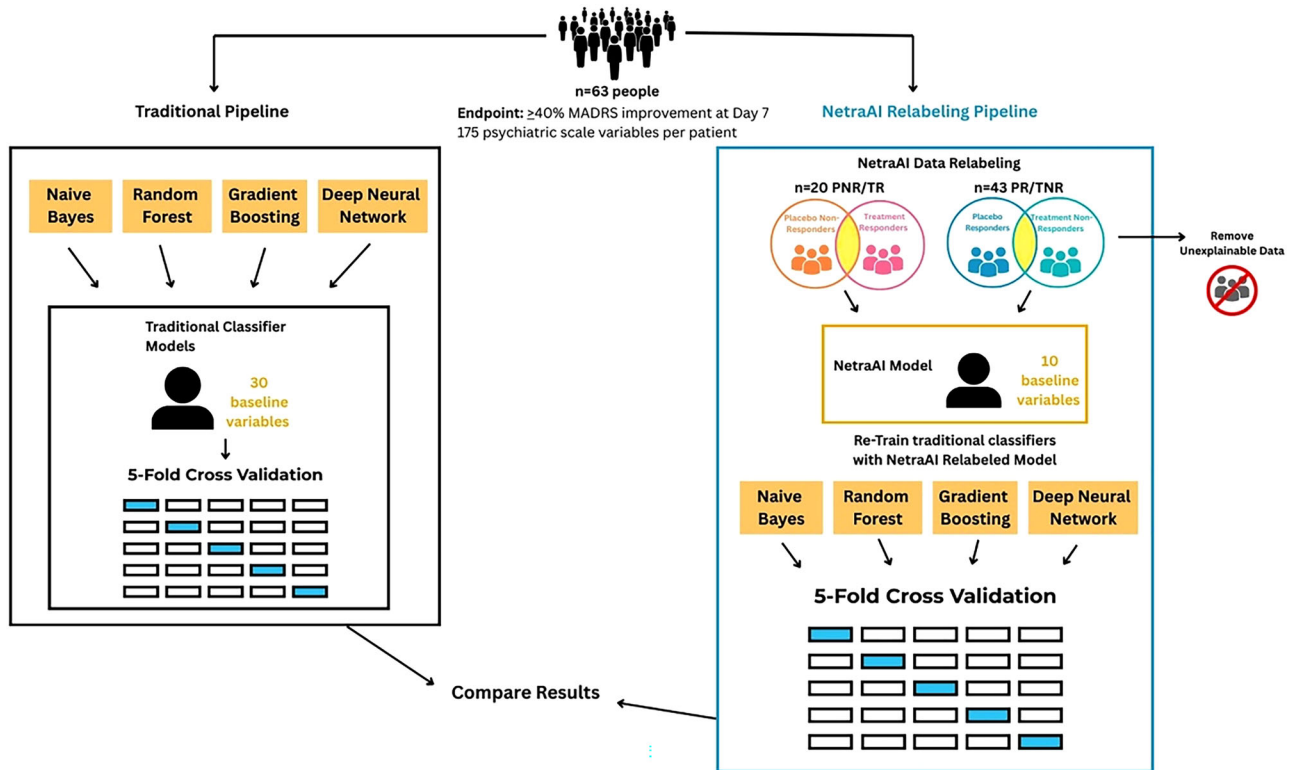 n=63 people
Endpoint: ≥40% MADRS improvement at Day 7
175 psychiatric scale variables per patient
Traditional Pipeline
Naive
Bayes
Random
Forest
Gradient
Boosting
Deep Neural
Network
Traditional Classifier
Models
30
baseline
variables
5-Fold Cross Validation
NetraAI Relabeling Pipeline
NetraAI Data Relabeling
n=20 PNR/TR
n=43 PR/TNR
Placebo Non-
Responders
Treatment
Responders
Placebo
Responders
Treatment Non-
Responders
Remove
Unexplainable Data
NetraAI Model
10
baseline
variables
Re-Train traditional classifiers
with NetraAI Relabeled Model
Naive
Bayes
Random
Forest
Gradient
Boosting
Deep Neural
Network
5-Fold Cross Validation
Compare Results